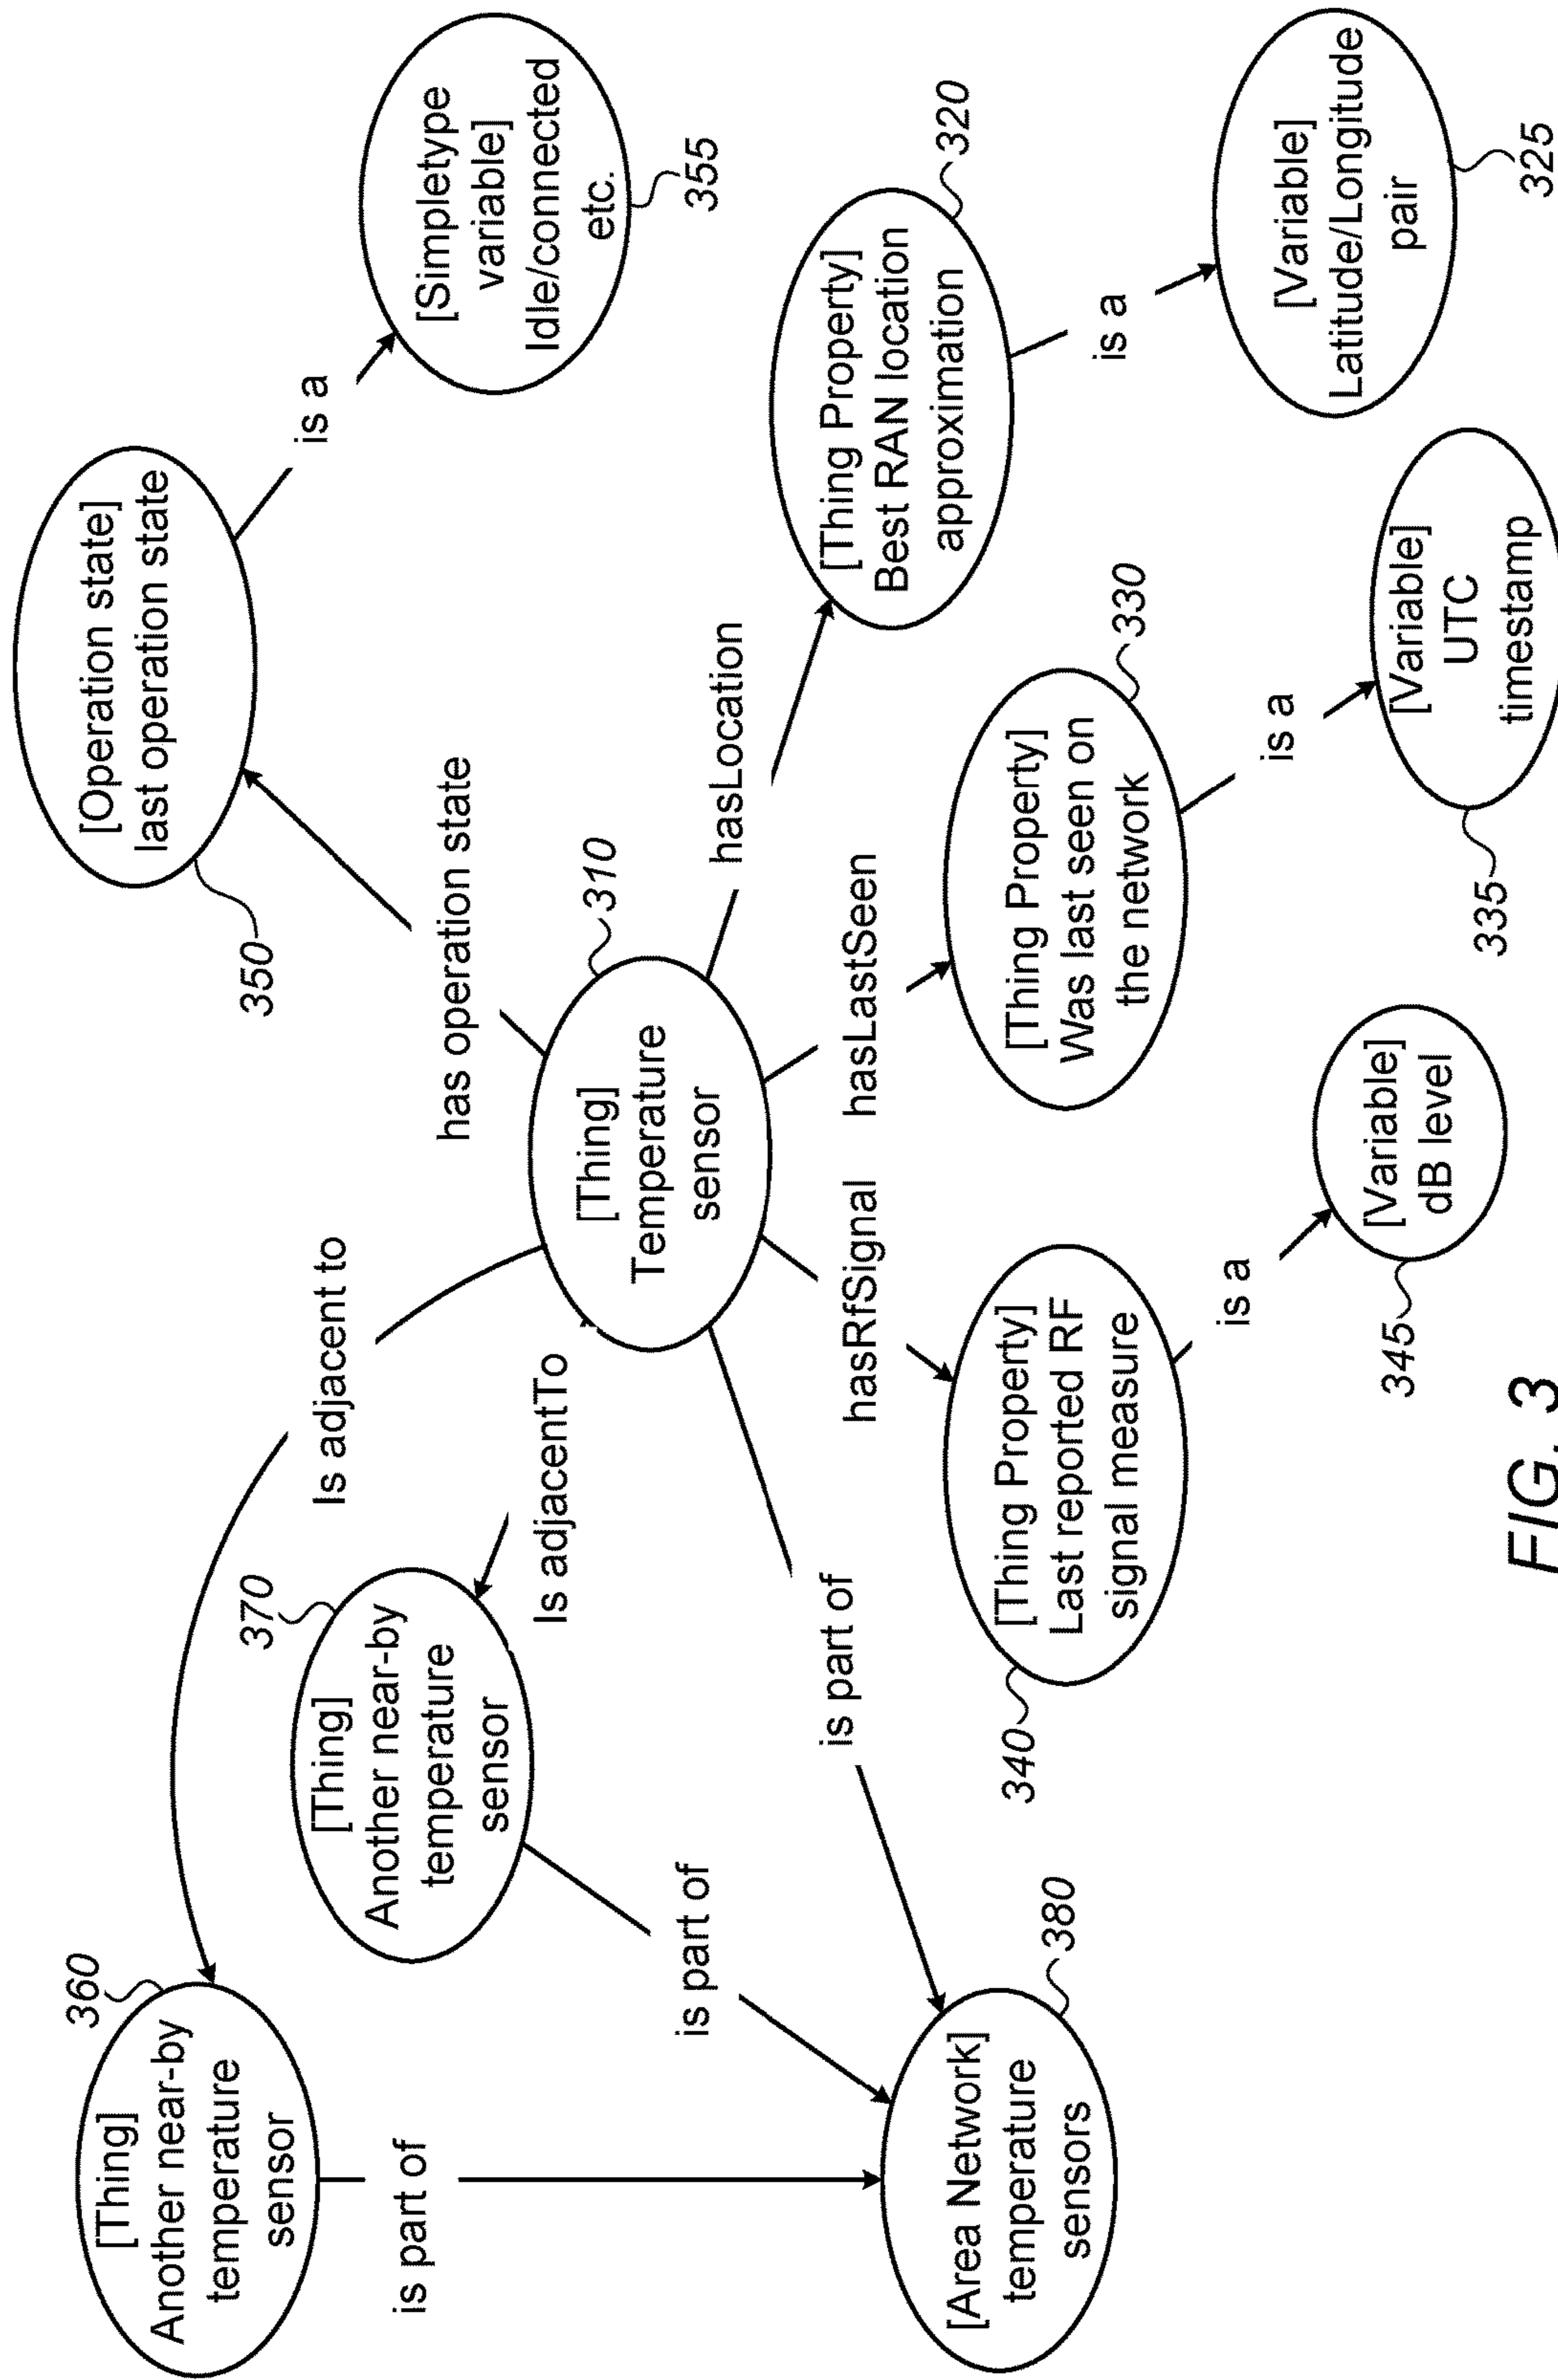 360
[Thing]
Another near-by
temperature
sensor
Is adjacent to
[Operation state]
last operation state
350
370
[Thing]
Another near-by
temperature
sensor
has operation state
is a
[Simpletype
variable]
Idle/connected
etc.
355
is part of
Is adjacentTo
310
[Thing]
Temperature
sensor
is part of
is part of
hasRfSignal
hasLastSeen
hasLocation
[Thing Property]
Best RAN location
approximation
320
380
[Area Network]
temperature
sensors
340
[Thing Property]
Last reported RF
signal measure
[Thing Property]
Was last seen on
the network
330
is a
is a
is a
345
[Variable]
dB level
335
[Variable]
UTC
timestamp
[Variable]
Latitude/Longitude
pair
325
FIG. 3